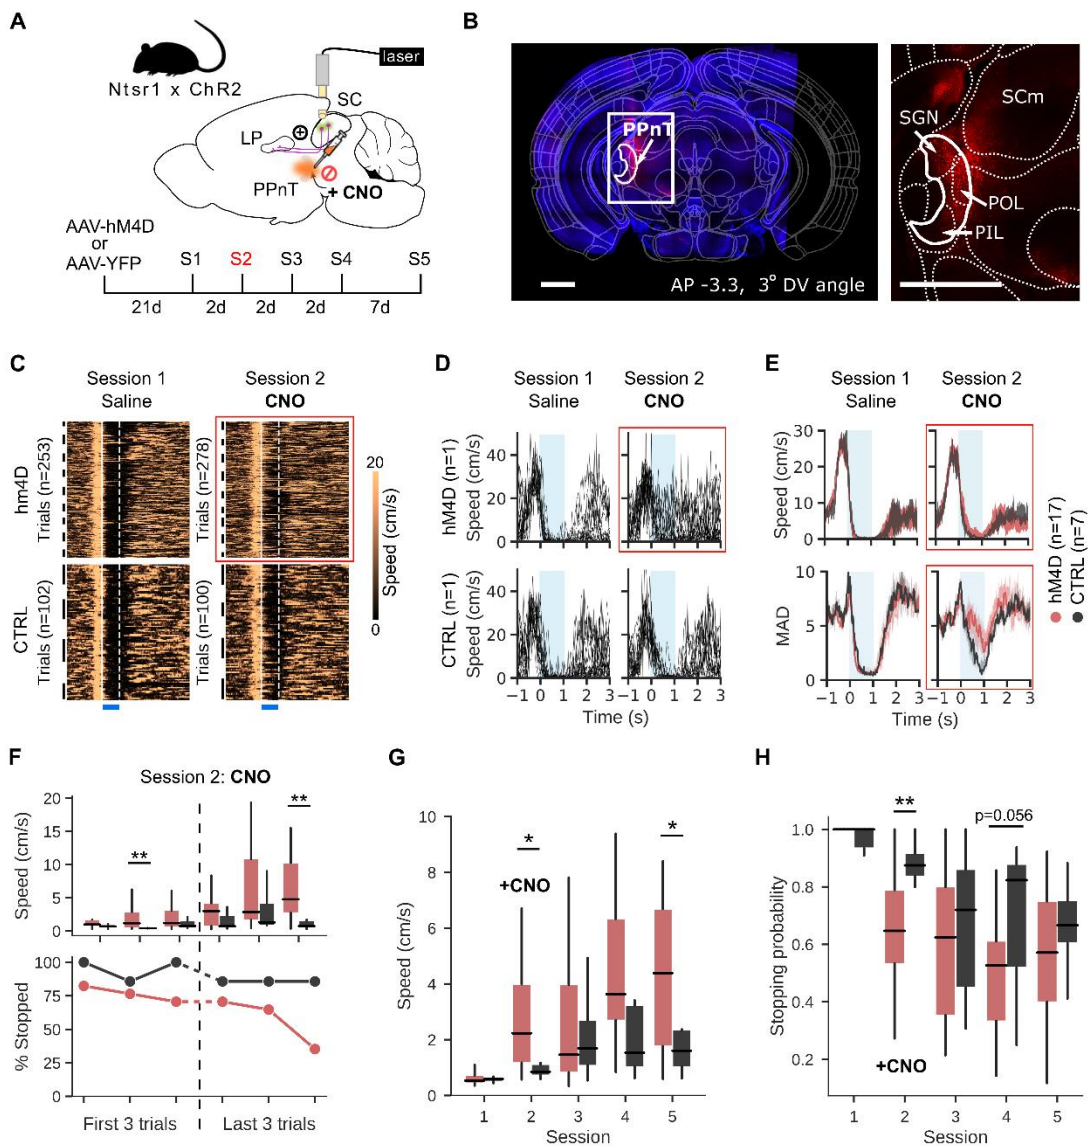 A
laser
Ntsr1 x ChR2
SC
LP
PPnT
+ CNO
AAV-hM4D
or
AAV-YFP
S1 S2 S3 S4 S5
21d 2d 2d 2d 7d
B
PPnT
AP -3.3, 3° DV angle
SCm
SGN
POL
PIL
C
Session 1
Saline
Session 2
CNO
hm4D
Trials (n=253)
Trials (n=278)
CTRL
Trials (n=102)
Trials (n=100)
20
0
Speed (cm/s)
D
Session 1
Saline
Session 2
CNO
hM4D (n=1)
Speed (cm/s)
40
20
0
CTRL (n=1)
Speed (cm/s)
40
20
0
−1 0 1 2 3 −1 0 1 2 3
Time (s)
E
Session 1
Saline
Session 2
CNO
Speed (cm/s)
30
20
10
0
MAD
10
5
0
−1 0 1 2 3 −1 0 1 2 3
Time (s)
hM4D (n=17)
CTRL (n=7)
F
Session 2: CNO
Speed (cm/s)
20
15
10
5
0
**
**
% Stopped
100
75
50
25
0
First 3 trials Last 3 trials
G
Speed (cm/s)
10
8
6
4
2
0
*
*
+CNO
1 2 3 4 5
Session
H
Stopping probability
1.0
0.8
0.6
0.4
0.2
**
p=0.056
+CNO
1 2 3 4 5
Session